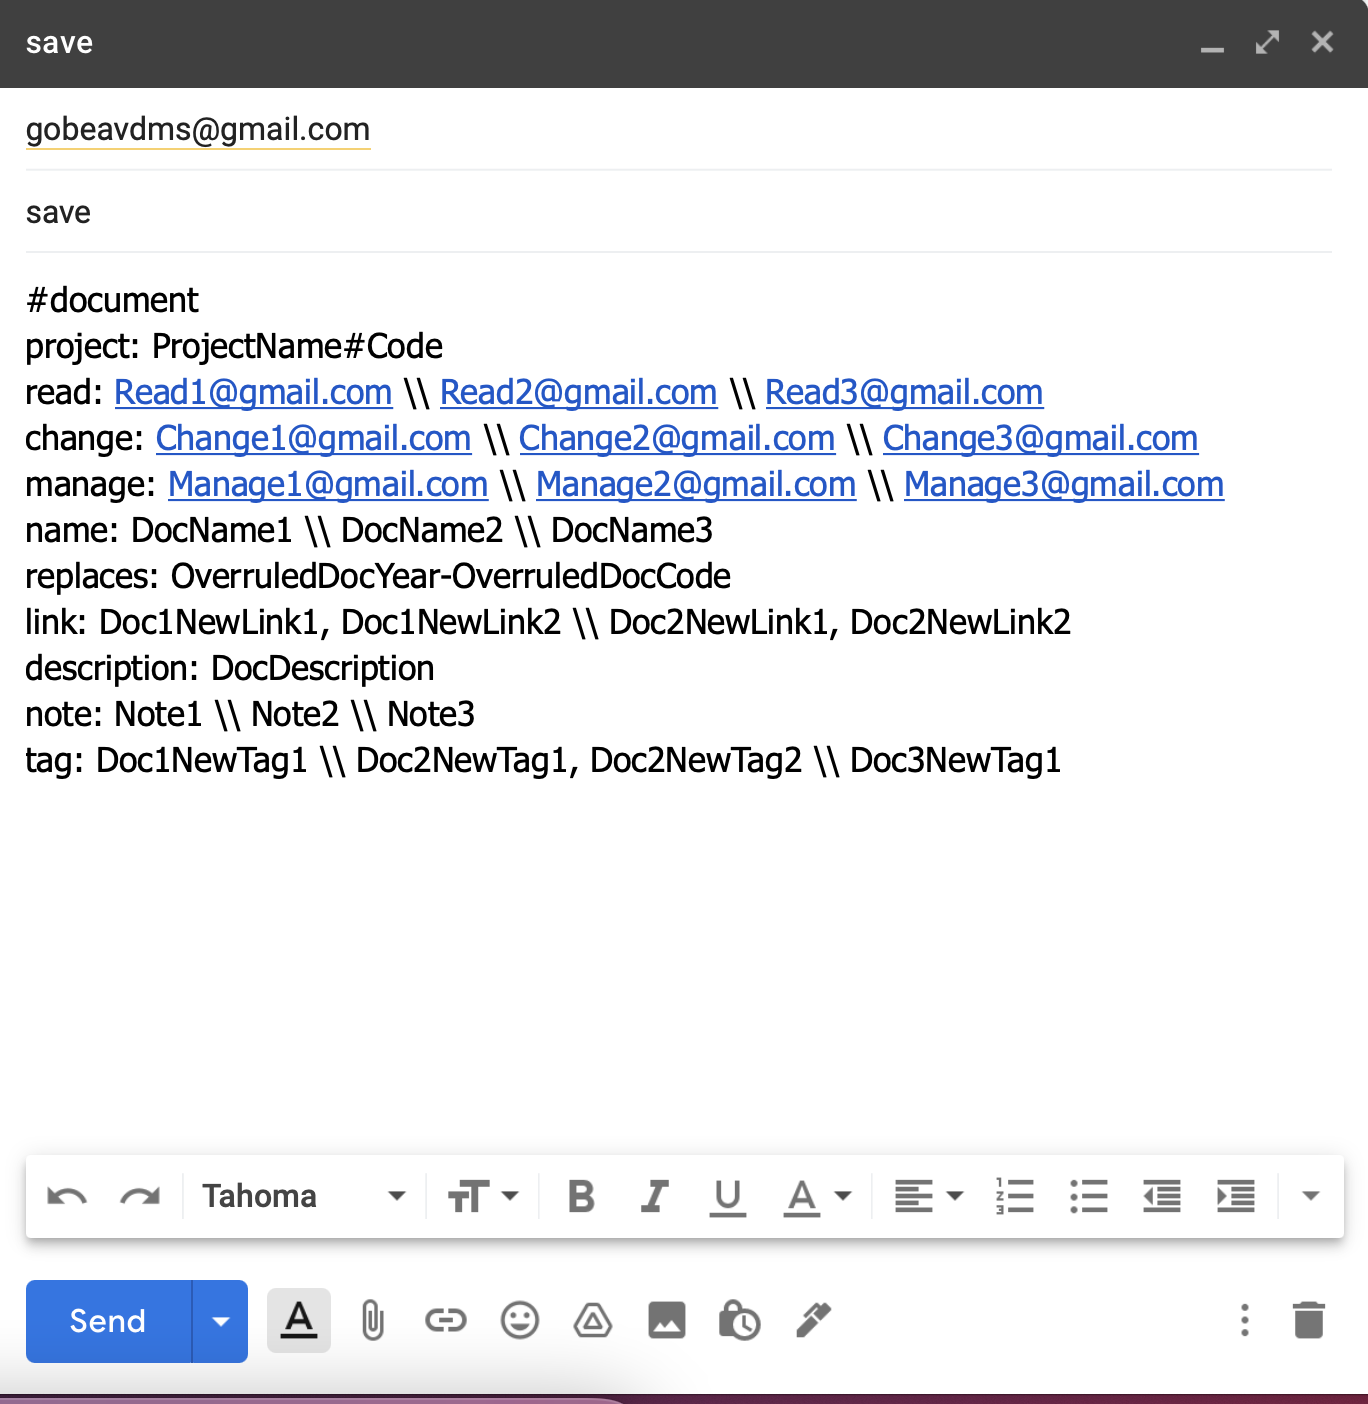 save
gobeavdms@gmail.com
save
#document
project: ProjectName#Code
read: Read1@gmail.com \\ Read2@gmail.com \\ Read3@gmail.com
change: Change1@gmail.com \\ Change2@gmail.com \\ Change3@gmail.com
manage: Manage1@gmail.com \\ Manage2@gmail.com \\ Manage3@gmail.com
name: DocName1 \\ DocName2 \\ DocName3
replaces: OverruledDocYear-OverruledDocCode
link: Doc1NewLink1, Doc1NewLink2 \\ Doc2NewLink1, Doc2NewLink2
description: DocDescription
note: Note1 \\ Note2 \\ Note3
tag: Doc1NewTag1 \\ Doc2NewTag1, Doc2NewTag2 \\ Doc3NewTag1
Tahoma
Send